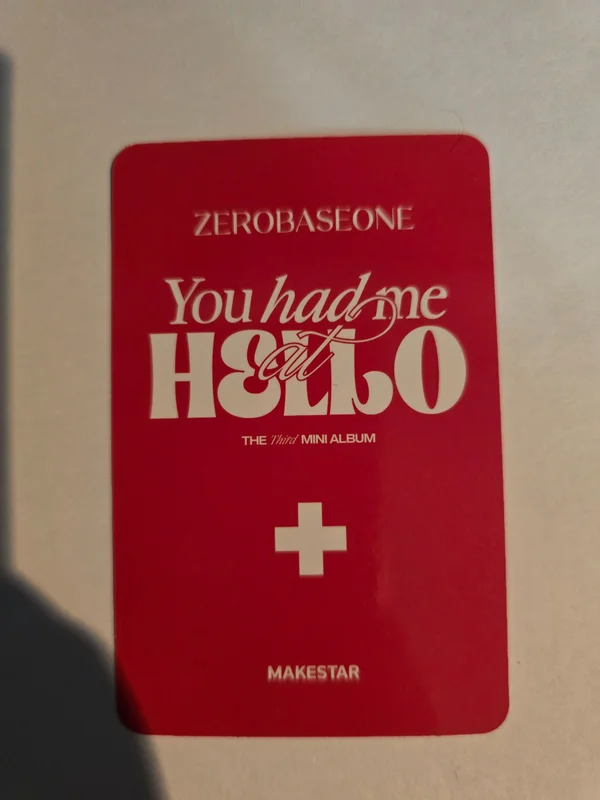 ZEROBASEONE
You had me
at
HELLO
THE Third MINI ALBUM
MAKESTAR